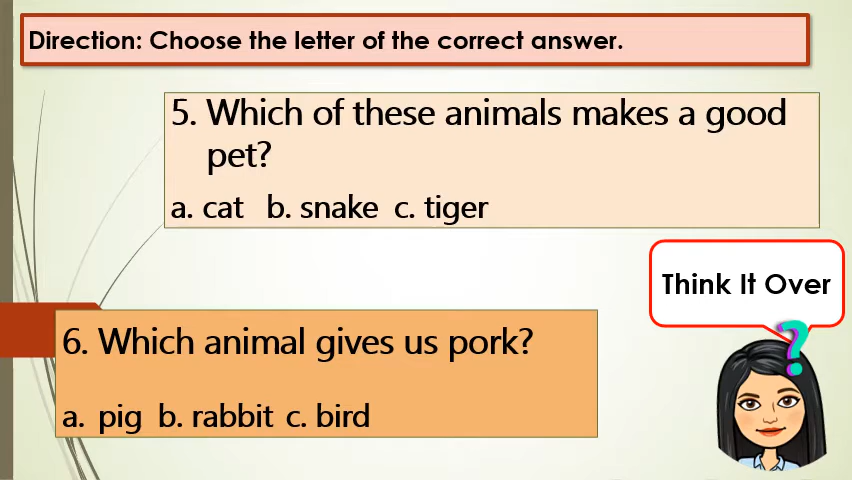 Direction: Choose the letter of the correct answer.
5. Which of these animals makes a good
pet?
a. cat b. snake c. tiger
Think It Over
6. Which animal gives us pork?
a. pig b. rabbit c. bird